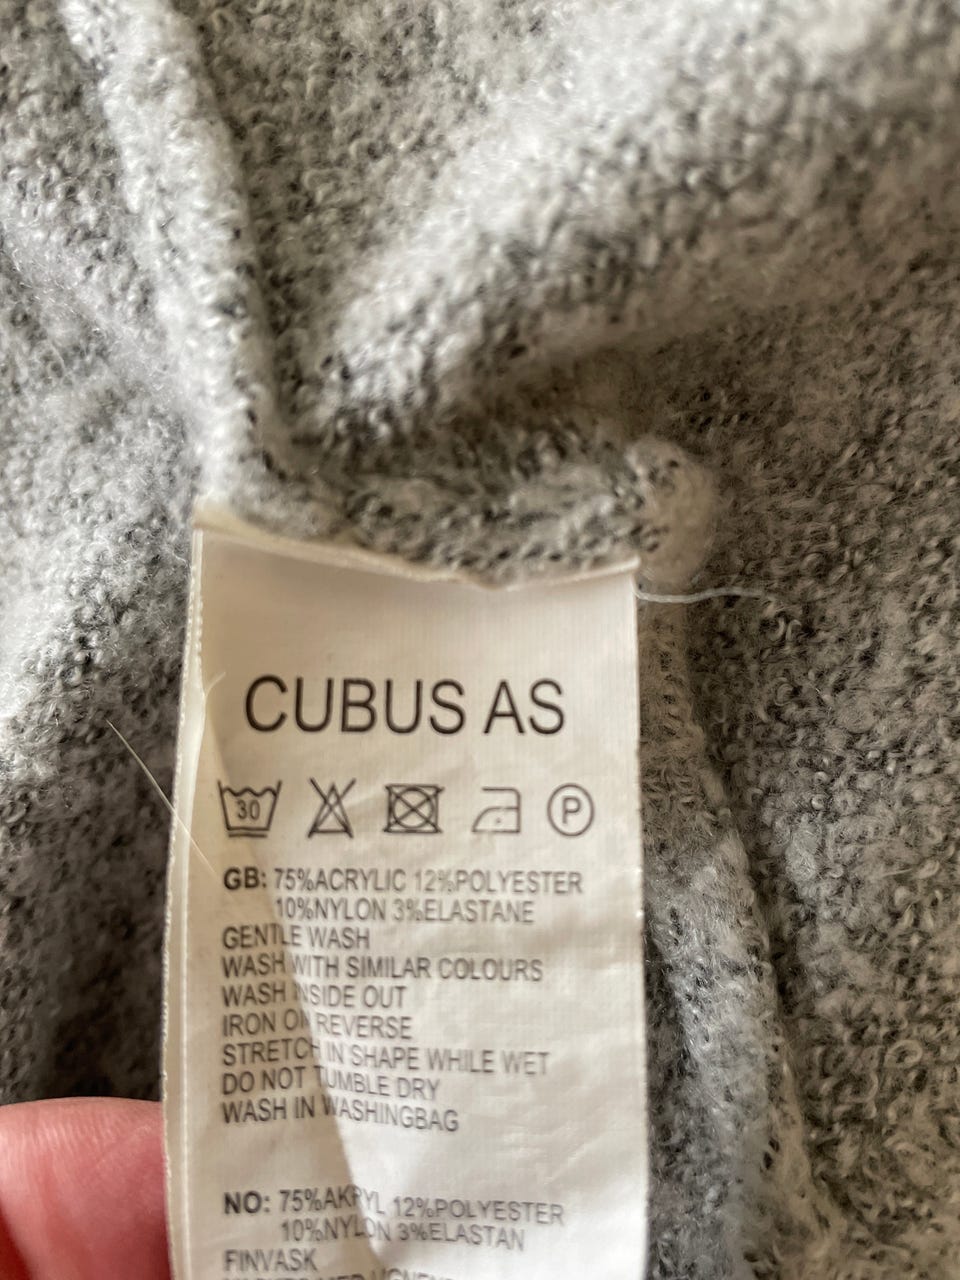 CUBUS AS
30 P
GB: 75%ACRYLIC 12%POLYESTER
10%NYLON 3%ELASTANE
GENTLE WASH
WASH WITH SIMILAR COLOURS
WASH INSIDE OUT
IRON ON REVERSE
STRETCH IN SHAPE WHILE WET
DO NOT TUMBLE DRY
WASH IN WASHINGBAG
NO: 75%AKRYL 12%POLYESTER
10%NYLON 3%ELASTAN
FINVASK